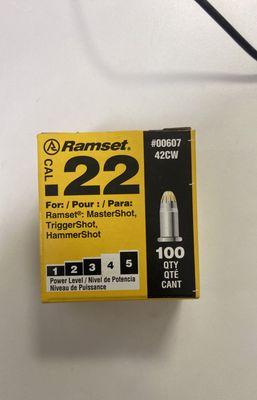 Ramset.
#00607
42CW
CAL .22
For: / Pour : / Para:
Ramset®: MasterShot,
TriggerShot,
HammerShot
1 2 3 4 5
Power Level / Nivel de Potencia
Niveau de Puissance
100
QTY
QTÉ
CANT